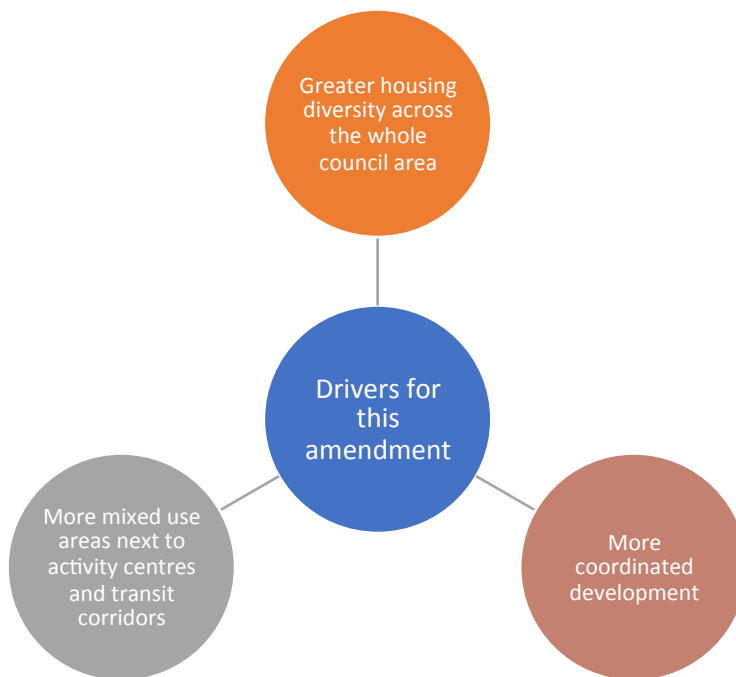 Greater housing
diversity across
the whole
council area
Drivers for
this
amendment
More mixed use
areas next to
activity centres
and transit
corridors
More
coordinated
development